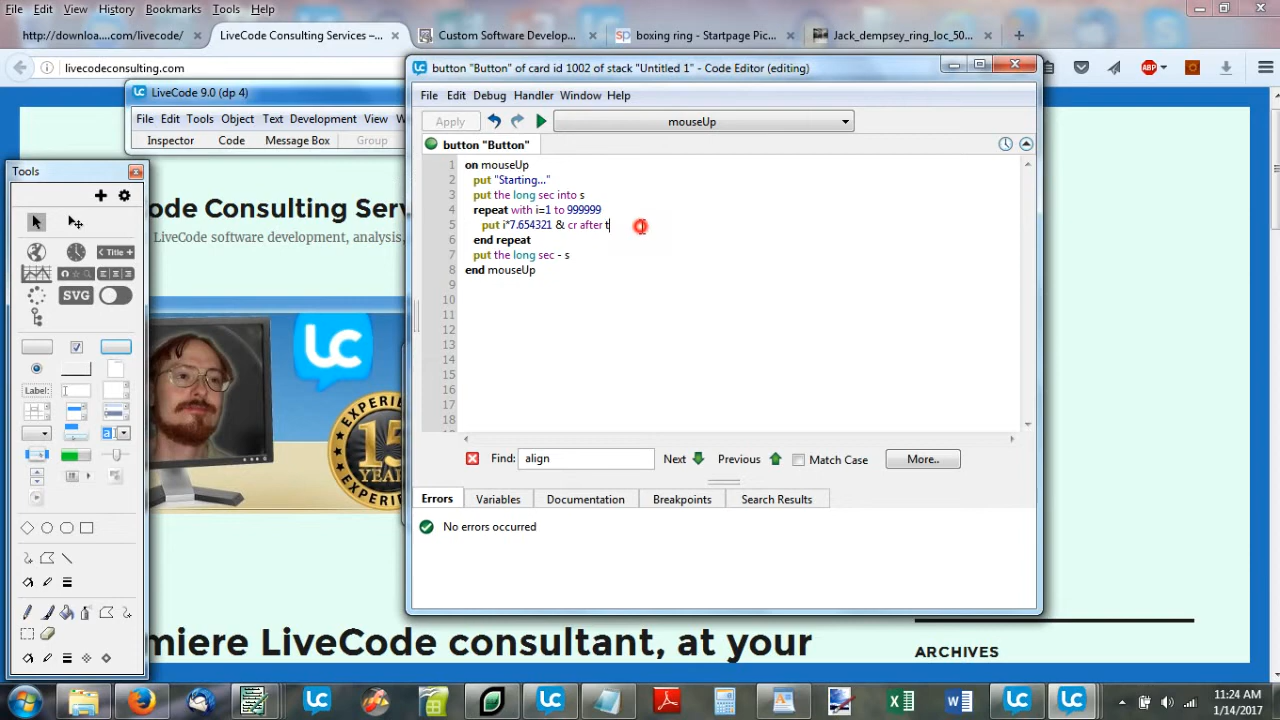 File Edit View History Bookmarks Tools Help
http://downloa....com/livecode/
LiveCode Consulting Services –...
Custom Software Develop...
boxing ring - Startpage Pic...
Jack_dempsey_ring_loc_50...
livecodeconsulting.com
ABP
LiveCode 9.0 (dp 4)
File Edit Tools Object Text Development View
Inspector Code Message Box Group
ode Consulting Serv
LiveCode software development, analysis,
Tools
Title
SVG
Label:
button "Button" of card id 1002 of stack "Untitled 1" - Code Editor (editing)
File Edit Debug Handler Window Help
Apply
mouseUp
button "Button"
1 on mouseUp
2 put "Starting..."
3 put the long sec into s
4 repeat with i=1 to 999999
5 put i*7.654321 & cr after t
6 end repeat
7 put the long sec - s
8 end mouseUp
9
10
11
12
13
14
15
16
17
18
Find: align Next Previous Match Case More..
Errors Variables Documentation Breakpoints Search Results
No errors occurred
LC
EXPERIE
15
YEAR
miere LiveCode consultant, at your
ARCHIVES
11:24 AM
1/14/2017